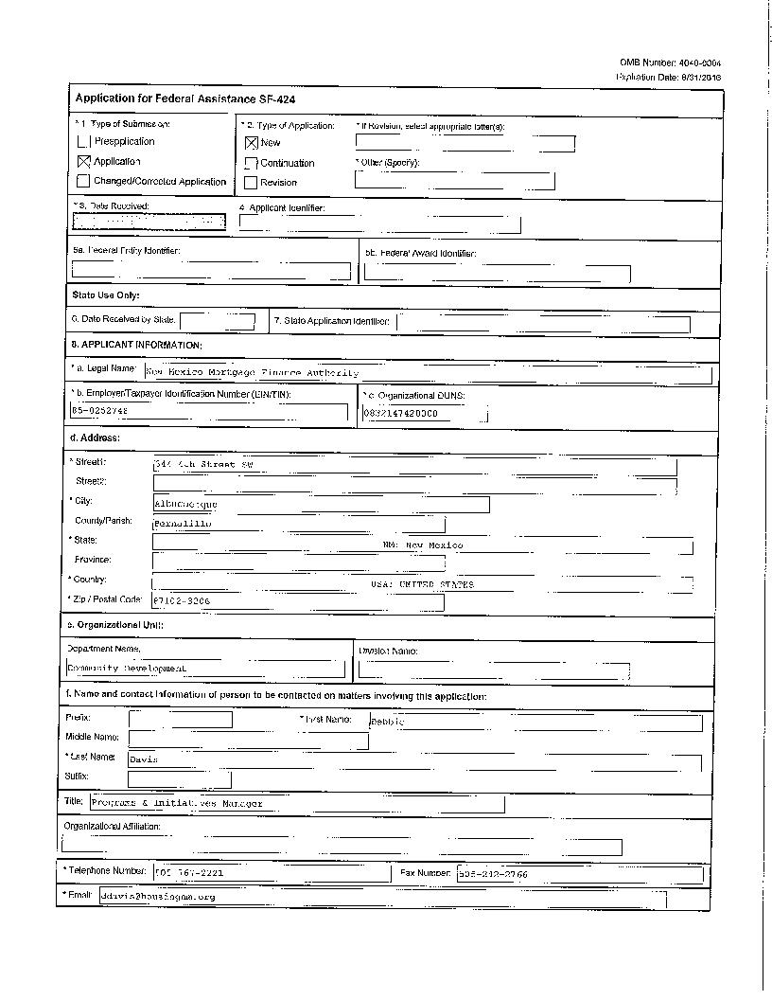 OMB Number: 4040-0004
Expiration Date: 8/31/2016
Application for Federal Assistance SF-424
* 1. Type of Submission:
Preapplication
Application
Changed/Corrected Application
* 2. Type of Application:
New
Continuation
Revision
* If Revision, select appropriate letter(s):
* Other (Specify):
* 3. Date Received:
4. Applicant Identifier:
5a. Federal Entity Identifier:
5b. Federal Award Identifier:
State Use Only:
6. Date Received by State:
7. State Application Identifier:
8. APPLICANT INFORMATION:
* a. Legal Name: New Mexico Mortgage Finance Authority
* b. Employer/Taxpayer Identification Number (EIN/TIN):
85-0252748
* c. Organizational DUNS:
0832147420000
d. Address:
* Street1: 344 4th Street SW
Street2:
* City: Albuquerque
County/Parish: Bernalillo
* State: NM: New Mexico
Province:
* Country: USA: UNITED STATES
* Zip / Postal Code: 87102-3206
e. Organizational Unit:
Department Name:
Community Development
Division Name:
f. Name and contact information of person to be contacted on matters involving this application:
Prefix:
* First Name: Debbie
Middle Name:
* Last Name: Davis
Suffix:
Title: Programs & Initiatives Manager
Organizational Affiliation:
* Telephone Number: 505 767-2221
Fax Number: 505-242-2766
* Email: ddavis@housingnm.org